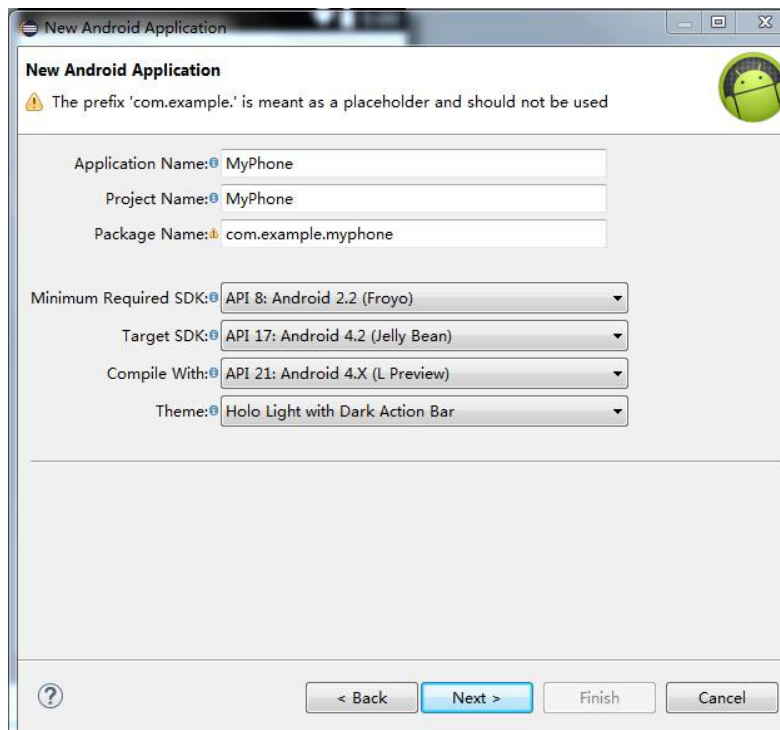 New Android Application
New Android Application
The prefix 'com.example.' is meant as a placeholder and should not be used
Application Name: MyPhone
Project Name: MyPhone
Package Name: com.example.myphone
Minimum Required SDK: API 8: Android 2.2 (Froyo)
Target SDK: API 17: Android 4.2 (Jelly Bean)
Compile With: API 21: Android 4.X (L Preview)
Theme: Holo Light with Dark Action Bar
? < Back Next > Finish Cancel